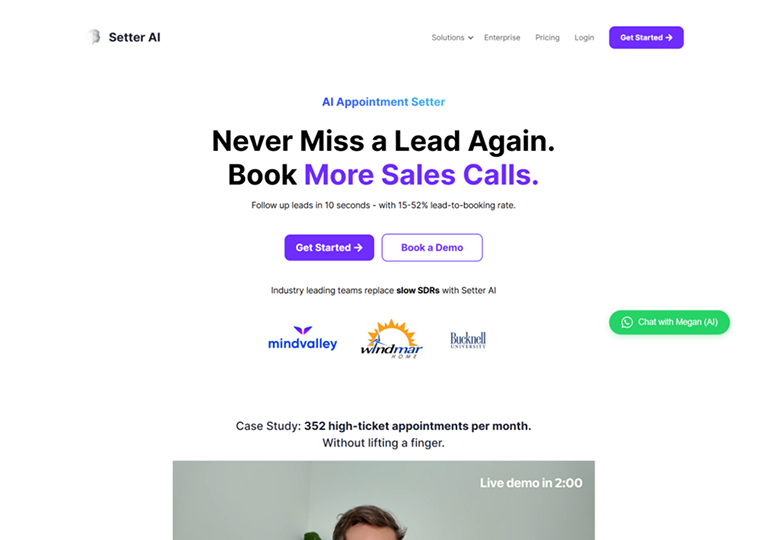 Setter AI
Solutions
Enterprise
Pricing
Login
Get Started →
AI Appointment Setter
Never Miss a Lead Again.
Book More Sales Calls.
Follow up leads in 10 seconds - with 15-52% lead-to-booking rate.
Get Started →
Book a Demo
Industry leading teams replace slow SDRs with Setter AI
mindvalley
windmar
HOME
Bucknell
UNIVERSITY
Chat with Megan (AI)
Case Study: 352 high-ticket appointments per month.
Without lifting a finger.
Live demo in 2:00